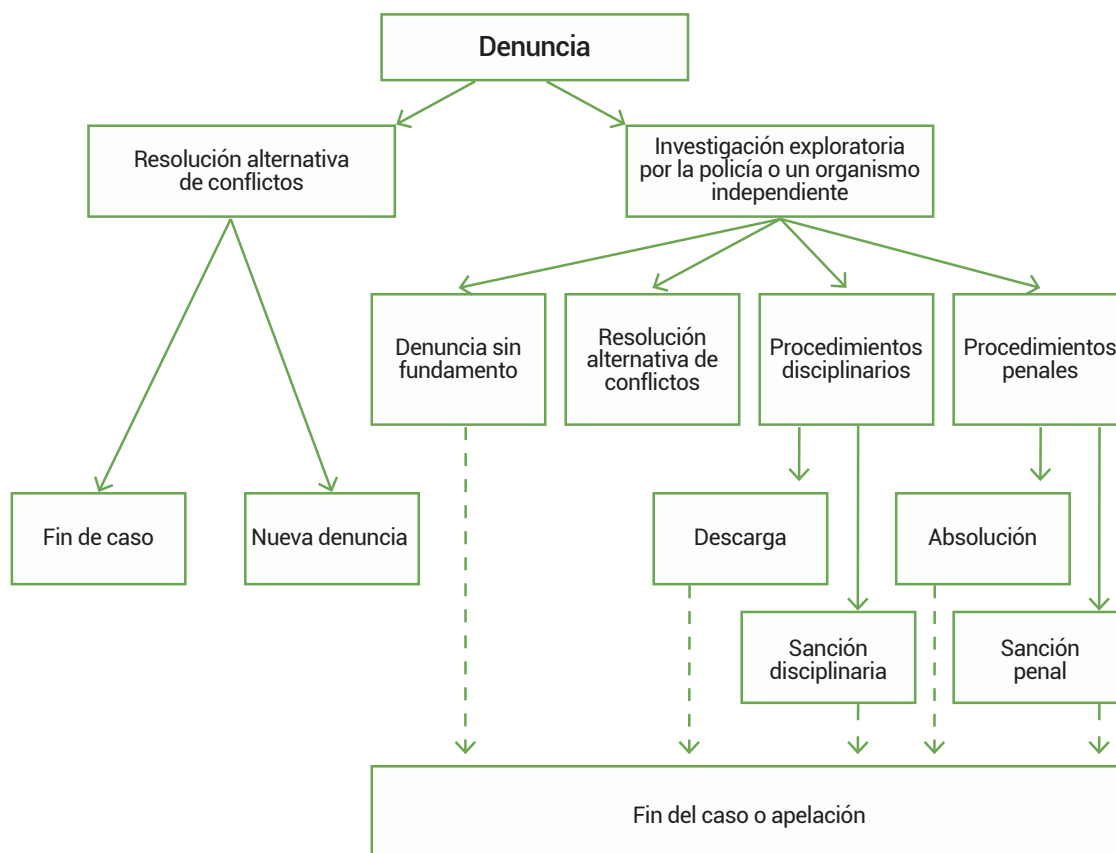 Denuncia
Resolución alternativa
de conflictos
Investigación exploratoria
por la policía o un organismo
independiente
Denuncia sin
fundamento
Resolución
alternativa de
conflictos
Procedimientos
disciplinarios
Procedimientos
penales
Fin de caso
Nueva denuncia
Descarga
Absolución
Sanción
disciplinaria
Sanción
penal
Fin del caso o apelación